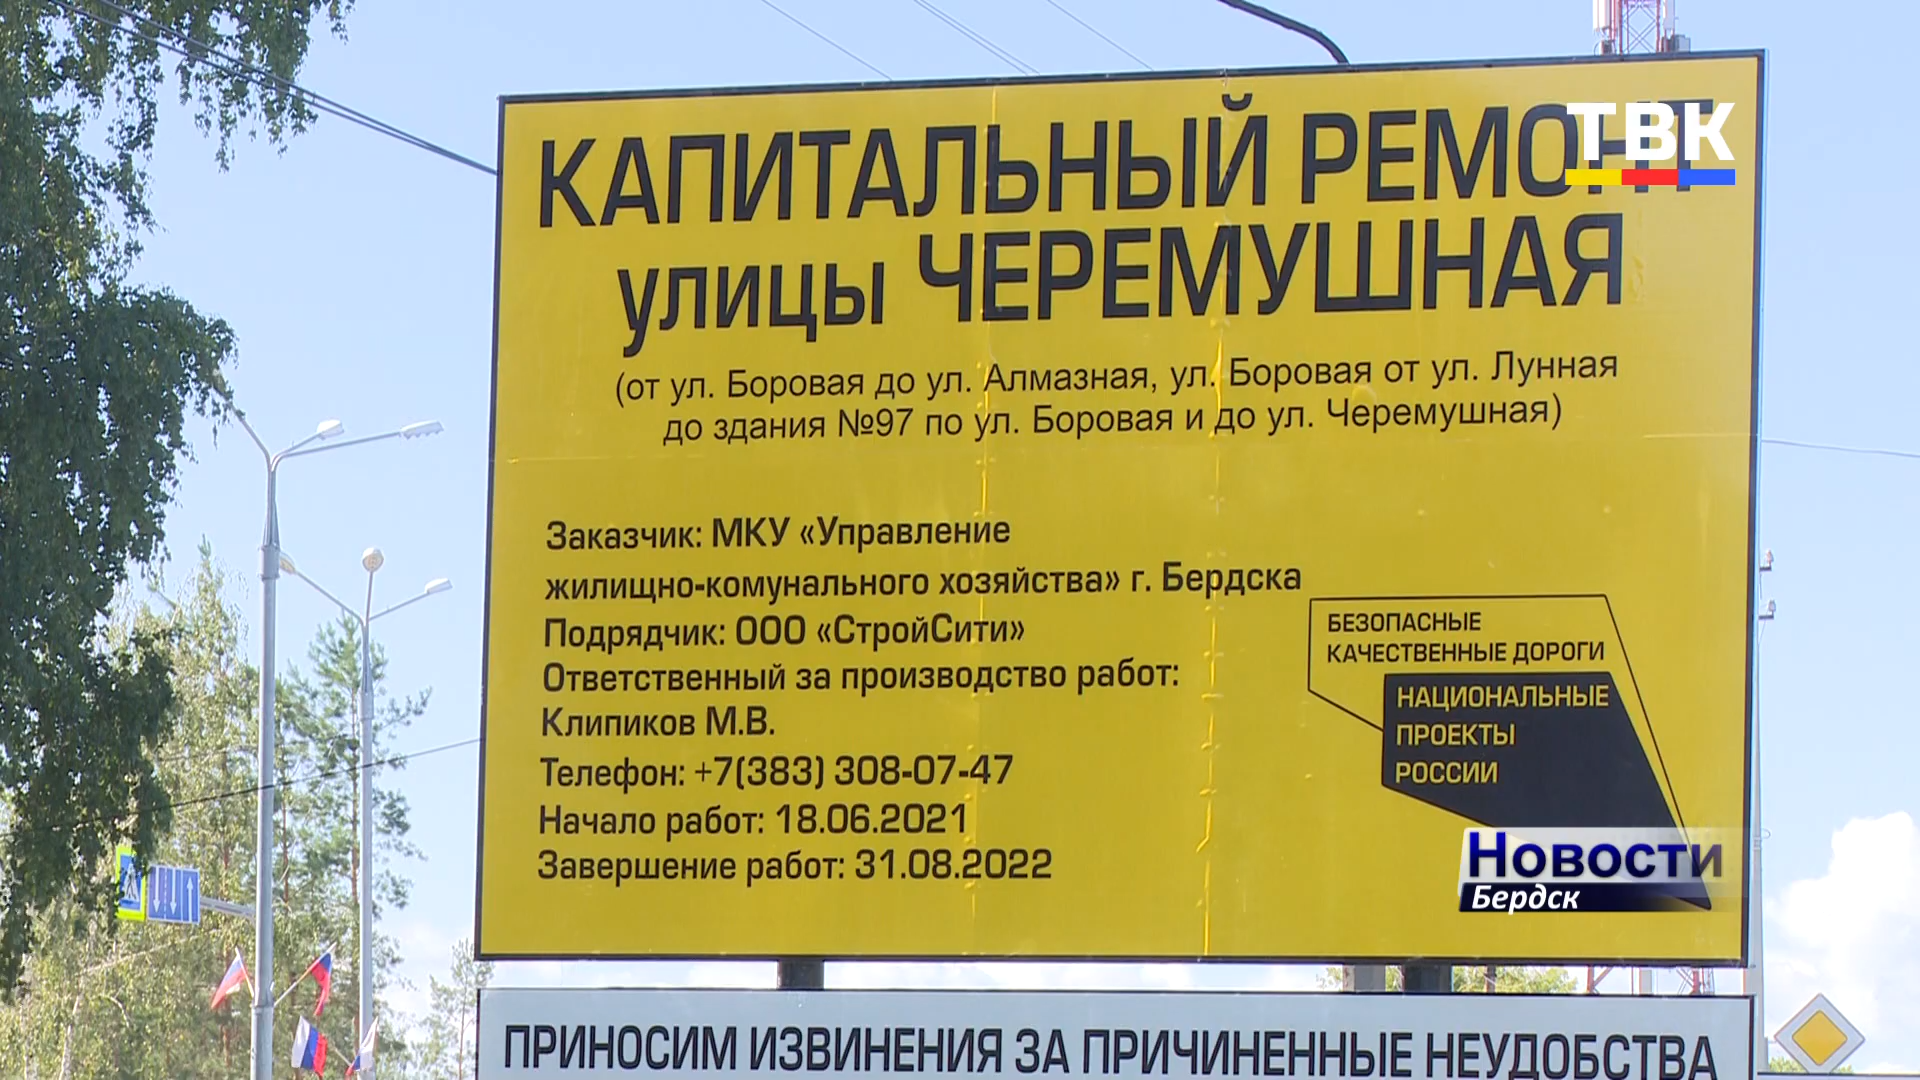 КАПИТАЛЬНЫЙ РЕМОНТ
ТВК
улицы ЧЕРЕМУШНАЯ
(от ул. Боровая до ул. Алмазная, ул. Боровая от ул. Лунная
до здания №97 по ул. Боровая и до ул. Черемушная)
Заказчик: МКУ «Управление
жилищно-комунального хозяйства» г. Бердска
Подрядчик: ООО «СтройСити»
Ответственный за производство работ:
Клипиков М.В.
Телефон: +7(383) 308-07-47
Начало работ: 18.06.2021
Завершение работ: 31.08.2022
БЕЗОПАСНЫЕ
КАЧЕСТВЕННЫЕ ДОРОГИ
НАЦИОНАЛЬНЫЕ
ПРОЕКТЫ
РОССИИ
Новости
Бердск
ПРИНОСИМ ИЗВИНЕНИЯ ЗА ПРИЧИНЕННЫЕ НЕУДОБСТВА